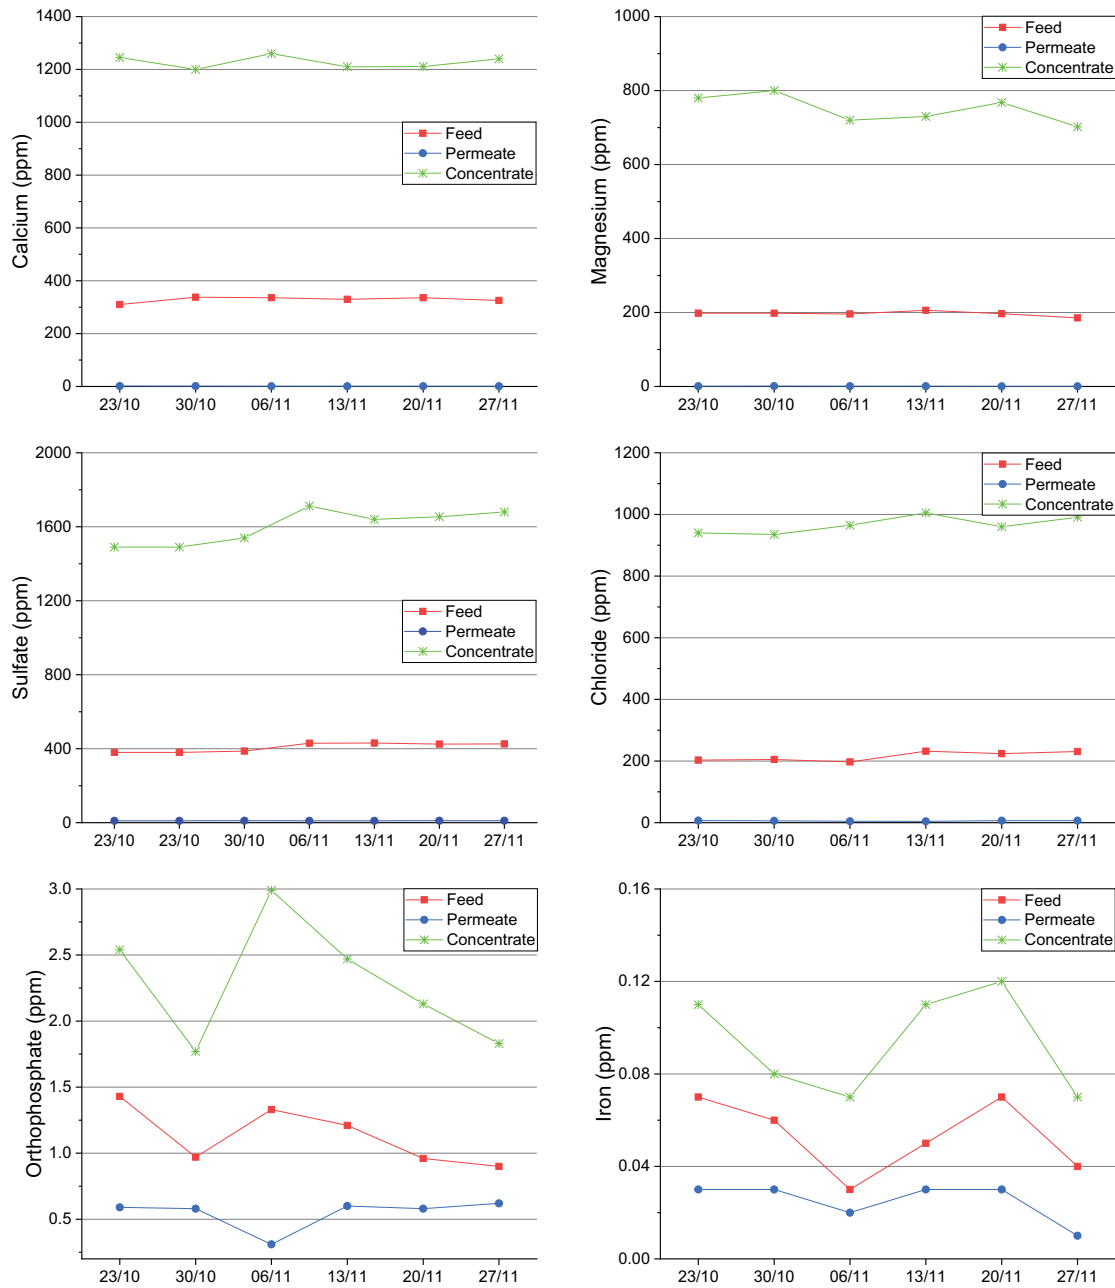 Calcium (ppm)
1400
1200
1000
800
600
400
200
0
Feed
Permeate
Concentrate
23/10 30/10 06/11 13/11 20/11 27/11
Magnesium (ppm)
1000
800
600
400
200
0
Feed
Permeate
Concentrate
23/10 30/10 06/11 13/11 20/11 27/11
Sulfate (ppm)
2000
1600
1200
800
400
0
Feed
Permeate
Concentrate
23/10 23/10 30/10 06/11 13/11 20/11 27/11
Chloride (ppm)
1200
1000
800
600
400
200
0
Feed
Permeate
Concentrate
23/10 30/10 06/11 13/11 20/11 27/11
Orthophosphate (ppm)
3.0
2.5
2.0
1.5
1.0
0.5
Feed
Permeate
Concentrate
23/10 30/10 06/11 13/11 20/11 27/11
Iron (ppm)
0.16
0.12
0.08
0.04
0.00
Feed
Permeate
Concentrate
23/10 30/10 06/11 13/11 20/11 27/11